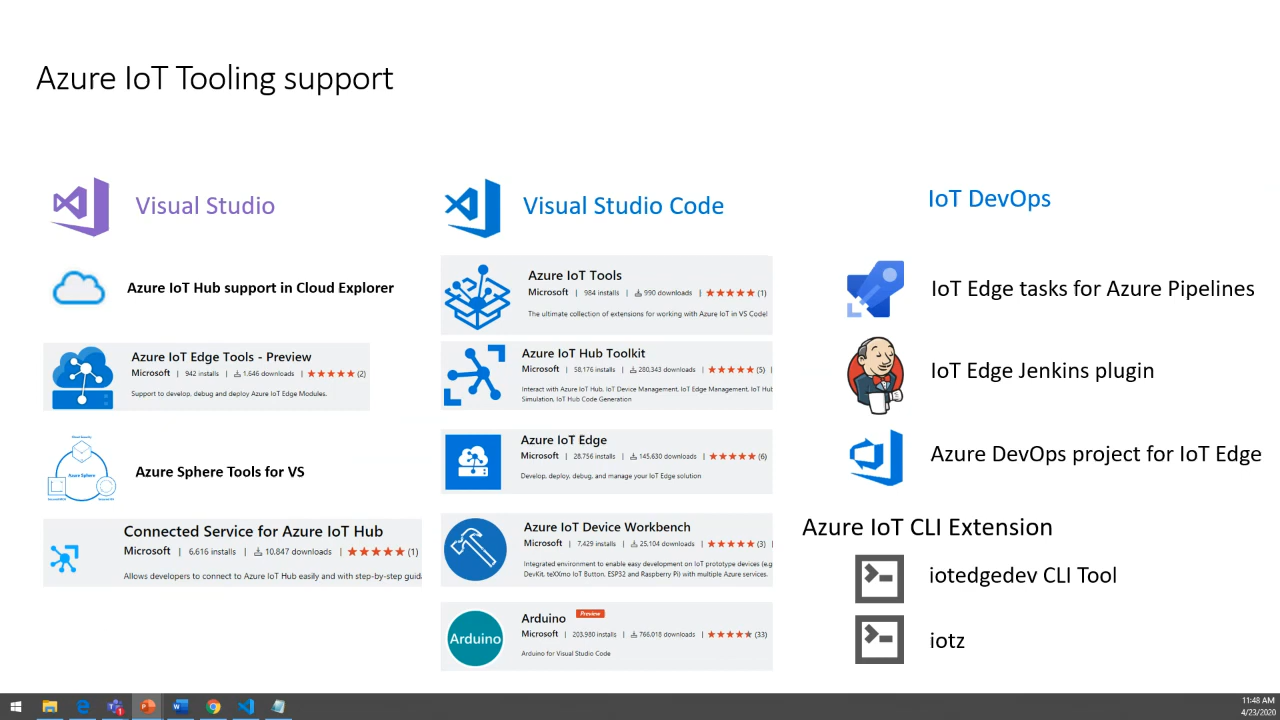 Azure IoT Tooling support
Visual Studio
Azure IoT Hub support in Cloud Explorer
Azure IoT Edge Tools - Preview
Microsoft | 942 installs | 1,646 downloads | ★★★★★ (2)
Support to develop, debug and deploy Azure IoT Edge Modules.
Azure Sphere
Azure Sphere Tools for VS
Connected Service for Azure IoT Hub
Microsoft | 6,616 installs | 10,847 downloads | ★★★★★ (1)
Allows developers to connect to Azure IoT Hub easily and with step-by-step guid
Visual Studio Code
Azure IoT Tools
Microsoft | 984 installs | 990 downloads | ★★★★★ (1)
The ultimate collection of extensions for working with Azure IoT in VS Code!
Azure IoT Hub Toolkit
Microsoft | 58,176 installs | 280,343 downloads | ★★★★★ (5) |
Interact with Azure IoT Hub, IoT Device Management, IoT Edge Management, IoT Hub
Simulation, IoT Hub Code Generation
Azure IoT Edge
Microsoft | 28,756 installs | 145,630 downloads | ★★★★★ (6)
Develop, deploy, debug, and manage your IoT Edge solution
Azure IoT Device Workbench
Microsoft | 7,429 installs | 25,104 downloads | ★★★★★ (3) |
Integrated environment to enable easy development on IoT prototype devices (e.g
DevKit, teXXmo IoT Button, ESP32 and Raspberry Pi) with multiple Azure services.
Arduino
Arduino Preview
Microsoft | 203,980 installs | 766,018 downloads | ★★★★★ (33)
Arduino for Visual Studio Code
IoT DevOps
IoT Edge tasks for Azure Pipelines
IoT Edge Jenkins plugin
Azure DevOps project for IoT Edge
Azure IoT CLI Extension
iotedgedev CLI Tool
iotz
11:48 AM
4/23/2020